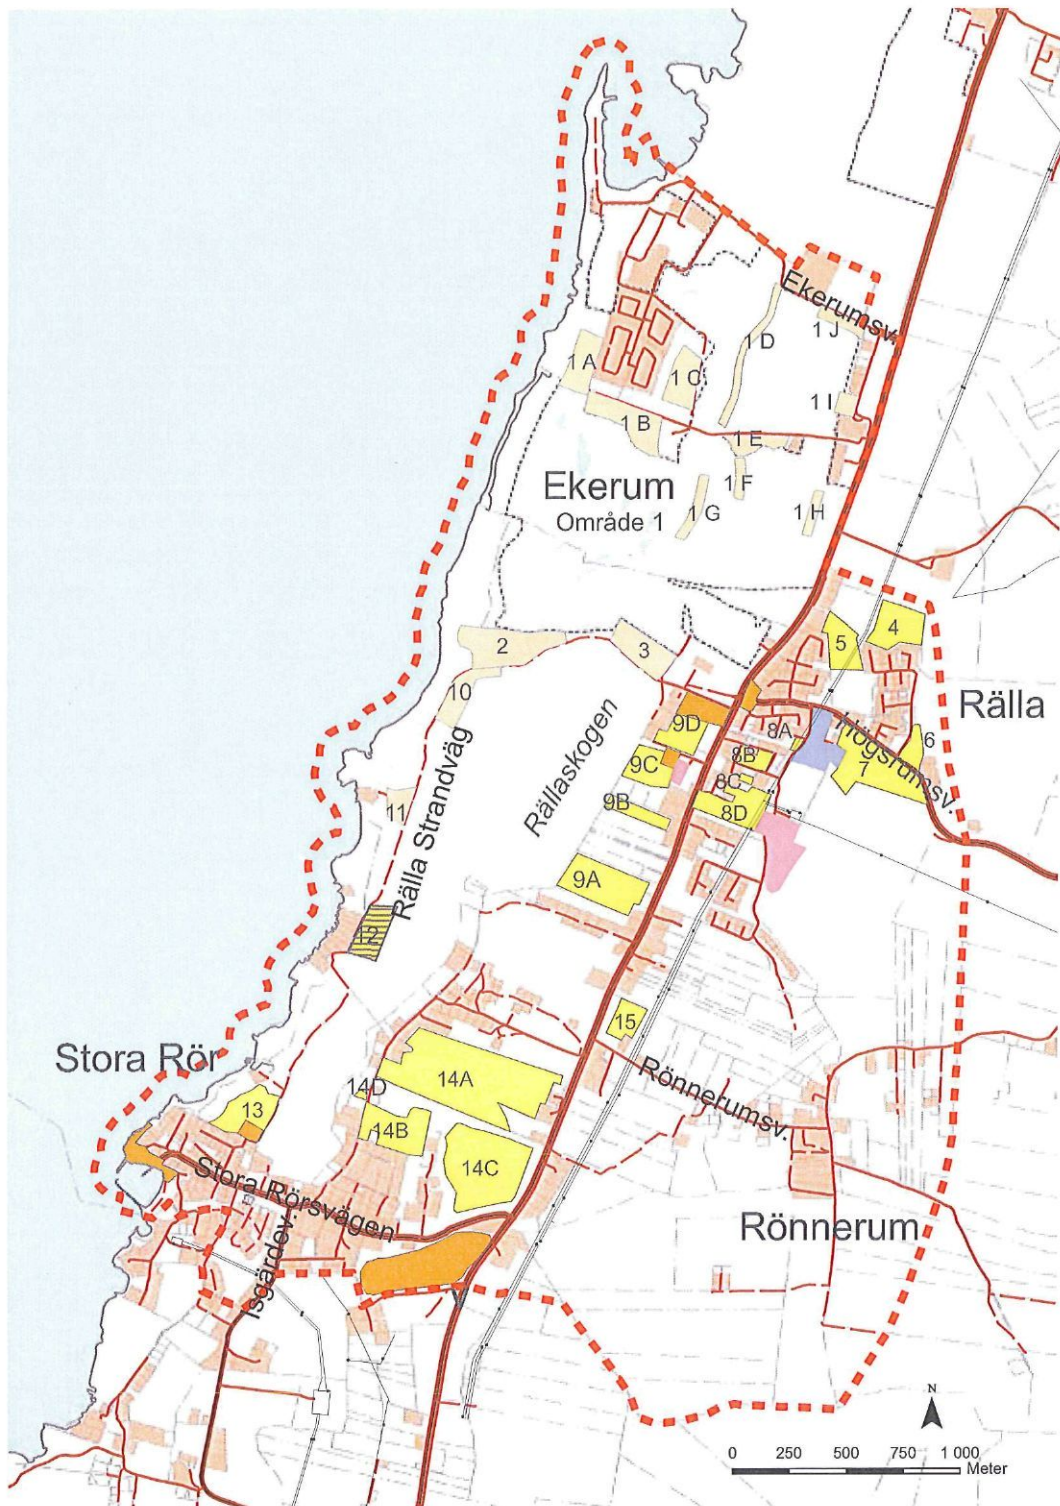 Ekerumsv.
1 D
1 J
1 A
1 C
1 I
1 B
1 E
1 F
Ekerum
Område 1
1 G
1 H
4
5
2
3
10
Rälla
6
8A
9D
Högsrumsv.
7
8B
9C
8C
Rällaskogen
9B
8D
11
Rälla Strandväg
9A
12
15
Stora Rör
14A
14D
Rönnerumsv.
13
14B
14C
Stora Rörsvägen
Isgärdev.
Rönnerum
N
0 250 500 750 1 000
Meter